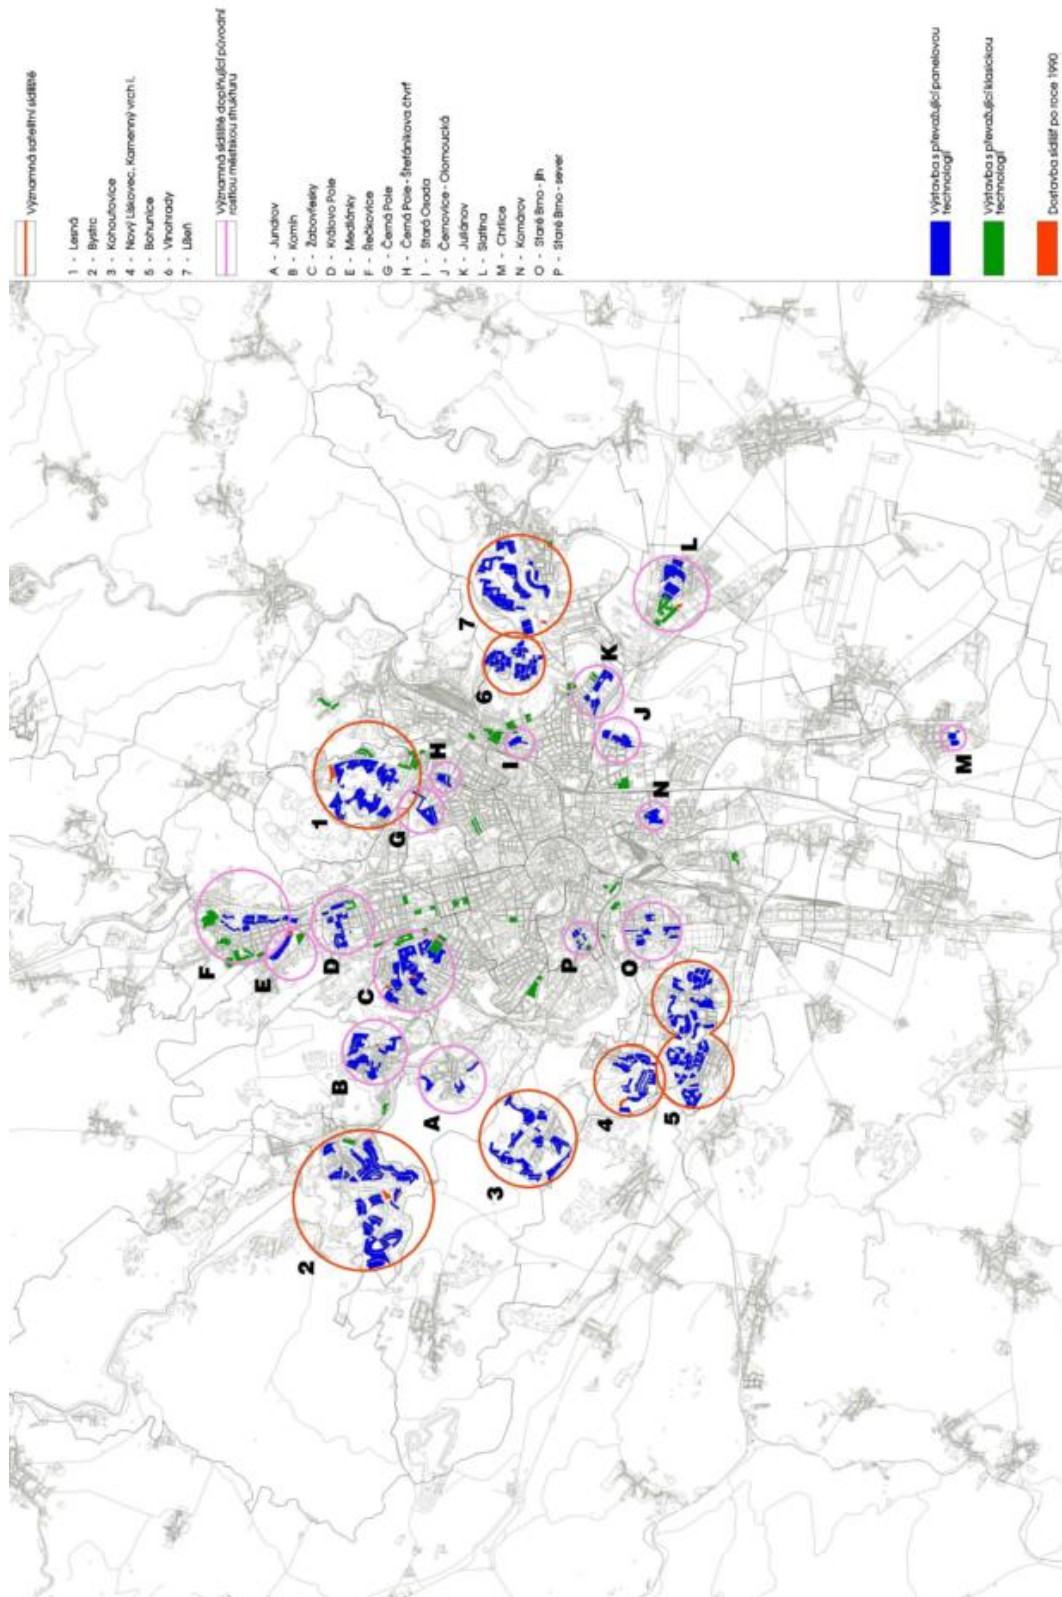 Významná satelitní sídliště
1 - Lesná
2 - Bystrc
3 - Kohoutovice
4 - Nový Lískovec, Kamenný vrch I.
5 - Bohunice
6 - Vinohrady
7 - Líšeň
Významná sídliště doplňující původní
rostlou městskou strukturu
A - Jundrov
B - Komín
C - Žabovřesky
D - Královo Pole
E - Medlánky
F - Řečkovice
G - Černá Pole
H - Černá Pole - Štefánikova čtvrť
I - Stará Osada
J - Černovice - Olomoucká
K - Juliánov
L - Slatina
M - Chrlice
N - Komárov
O - Staré Brno - jih
P - Staré Brno - sever
Výstavba s převažující panelovou
technologií
Výstavba s převažující klasickou
technologií
Dostavba sídlišť po roce 1990
F
E
D
C
B
A
2
3
1
G
H
I
6
7
K
J
L
N
M
P
O
4
5